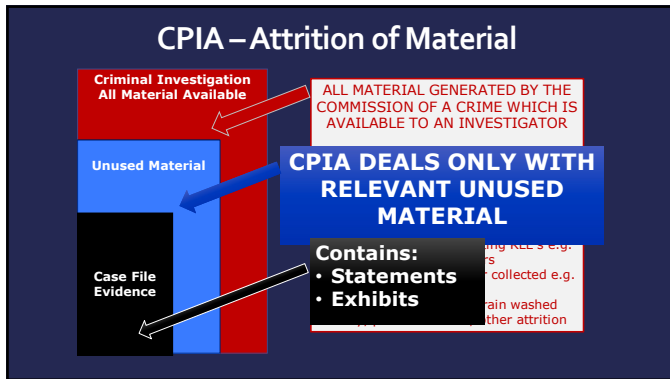 CPIA – Attrition of Material
Criminal Investigation
All Material Available
Unused Material
Case File
Evidence
ALL MATERIAL GENERATED BY THE
COMMISSION OF A CRIME WHICH IS
AVAILABLE TO AN INVESTIGATOR
CPIA DEALS ONLY WITH
RELEVANT UNUSED
MATERIAL
e.g.
Contains:
• Statements
• Exhibits
collected e.g.
washed
other attrition